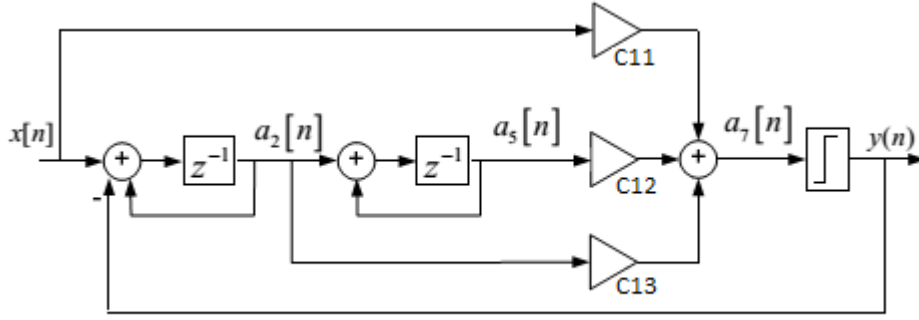 C11
x[n]
+
z⁻¹
a₂[n]
+
z⁻¹
a₅[n]
C12
+
a₇[n]
y(n)
-
C13